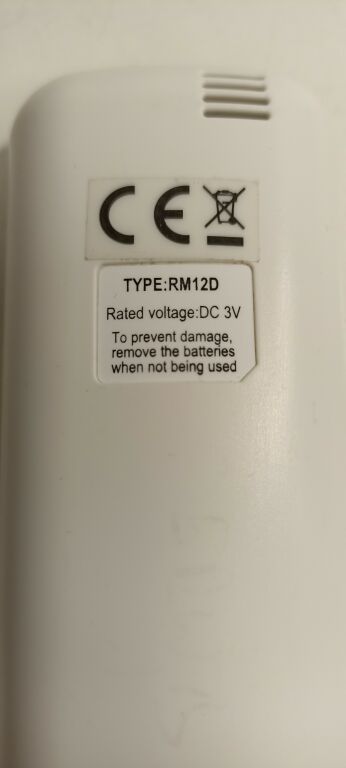 CE
TYPE:RM12D
Rated voltage:DC 3V
To prevent damage,
remove the batteries
when not being used